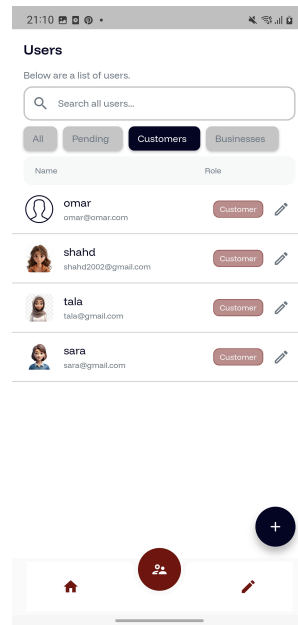 21:10
Users
Below are a list of users.
Search all users...
All Pending Customers Businesses
Name Role
omar
omar@omar.com
Customer
shahd
shahd2002@gmail.com
Customer
tala
tala@gmail.com
Customer
sara
sara@gmail.com
Customer